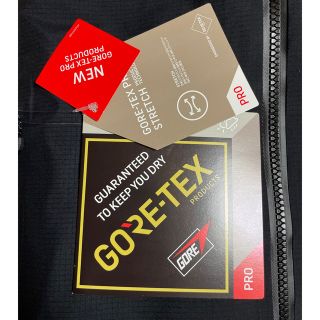 NEW
GORE-TEX PRO
PRODUCTS
GORE-TEX PR
STRETCH
PRO
GUARANTEED
TO KEEP YOU DRY
GORE-TEX
PRODUCTS
GORE
PRO